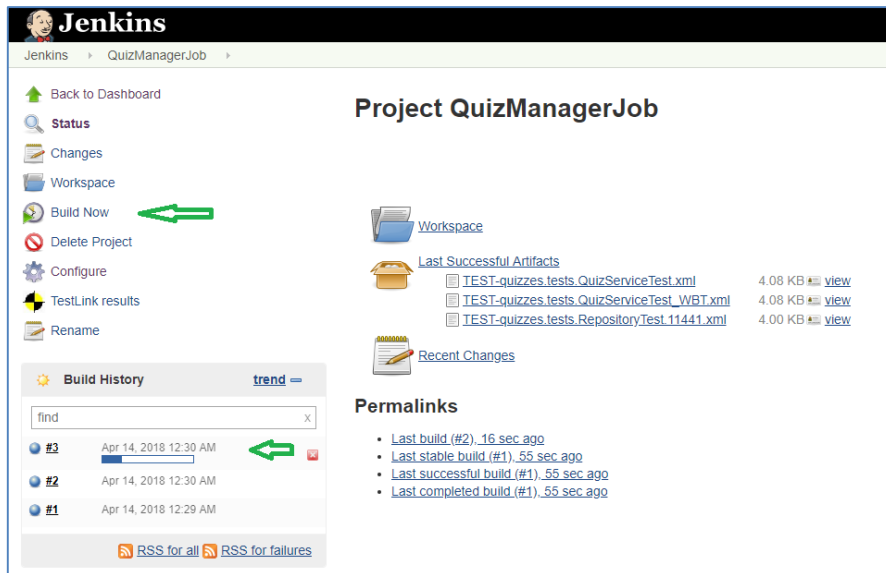 Jenkins
Jenkins QuizManagerJob
Back to Dashboard
Status
Changes
Workspace
Build Now
Delete Project
Configure
TestLink results
Rename
Build History trend
find x
#3 Apr 14, 2018 12:30 AM
#2 Apr 14, 2018 12:30 AM
#1 Apr 14, 2018 12:29 AM
RSS for all RSS for failures
Project QuizManagerJob
Workspace
Last Successful Artifacts
TEST-quizzes.tests.QuizServiceTest.xml 4.08 KB view
TEST-quizzes.tests.QuizServiceTest_WBT.xml 4.08 KB view
TEST-quizzes.tests.RepositoryTest.11441.xml 4.00 KB view
Recent Changes
Permalinks
• Last build (#2), 16 sec ago
• Last stable build (#1), 55 sec ago
• Last successful build (#1), 55 sec ago
• Last completed build (#1), 55 sec ago